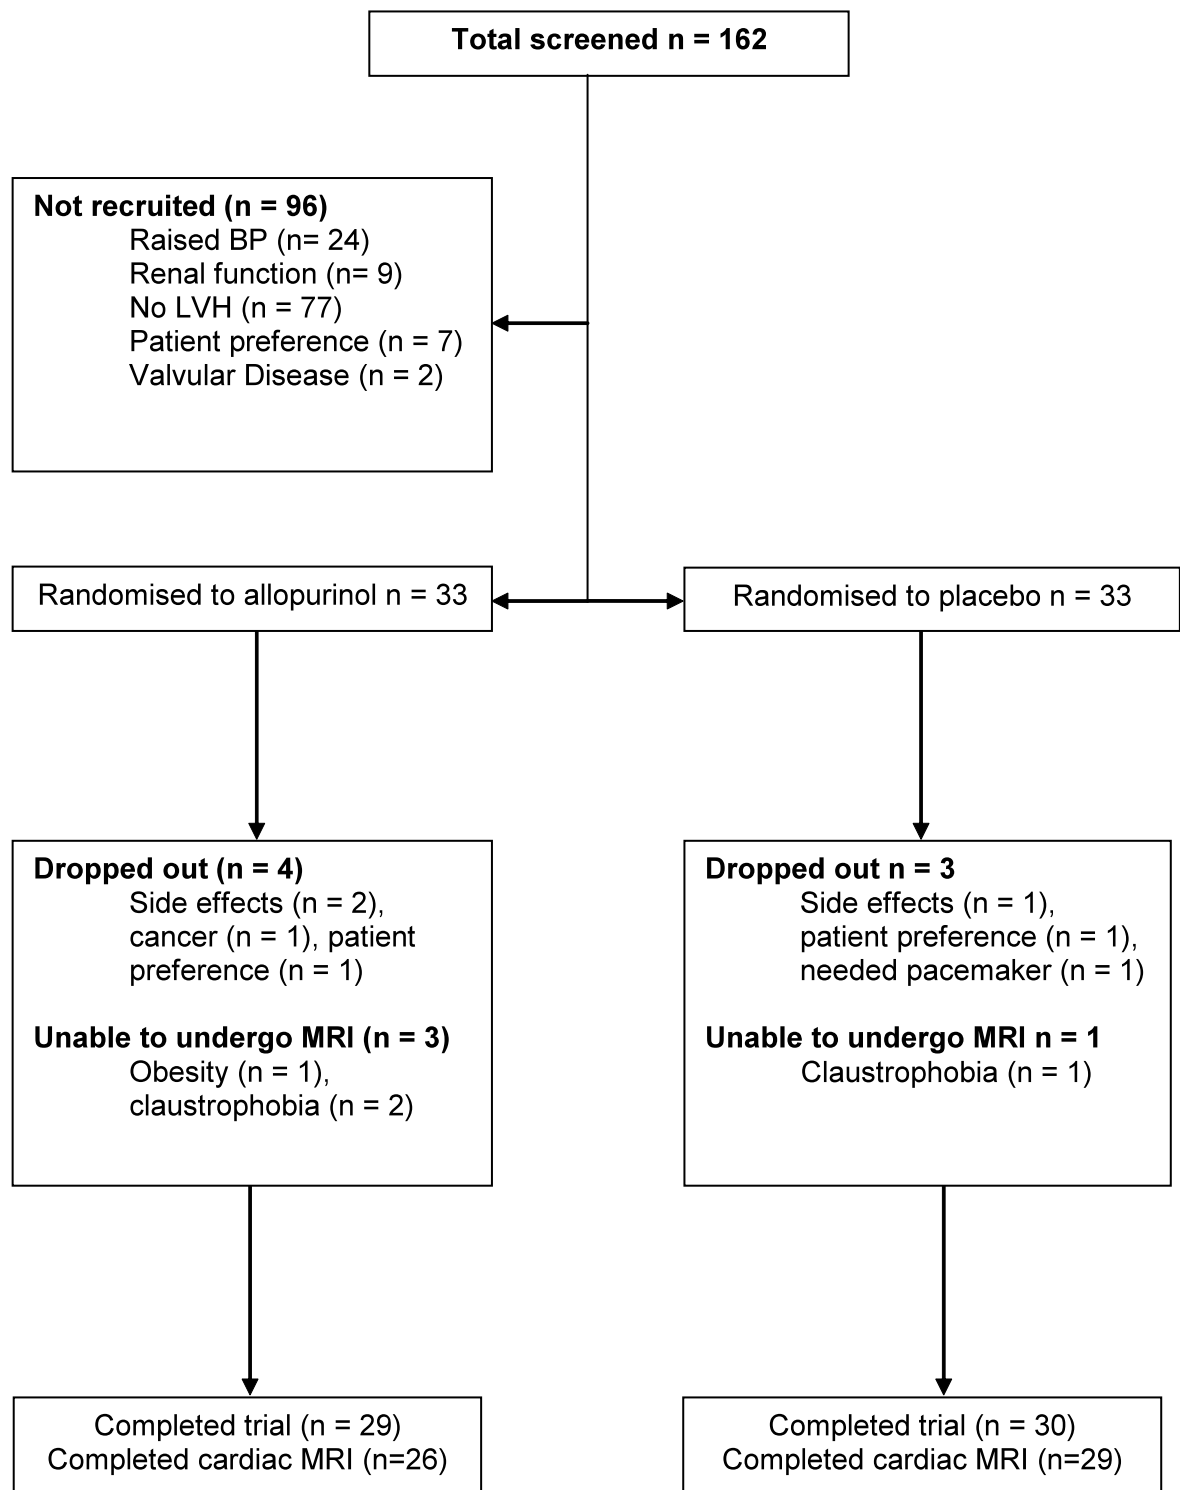 Total screened n = 162
Not recruited (n = 96)
Raised BP (n= 24)
Renal function (n= 9)
No LVH (n = 77)
Patient preference (n = 7)
Valvular Disease (n = 2)
Randomised to allopurinol n = 33
Randomised to placebo n = 33
Dropped out (n = 4)
Side effects (n = 2),
cancer (n = 1), patient
preference (n = 1)
Unable to undergo MRI (n = 3)
Obesity (n = 1),
claustrophobia (n = 2)
Dropped out n = 3
Side effects (n = 1),
patient preference (n = 1),
needed pacemaker (n = 1)
Unable to undergo MRI n = 1
Claustrophobia (n = 1)
Completed trial (n = 29)
Completed cardiac MRI (n=26)
Completed trial (n = 30)
Completed cardiac MRI (n=29)